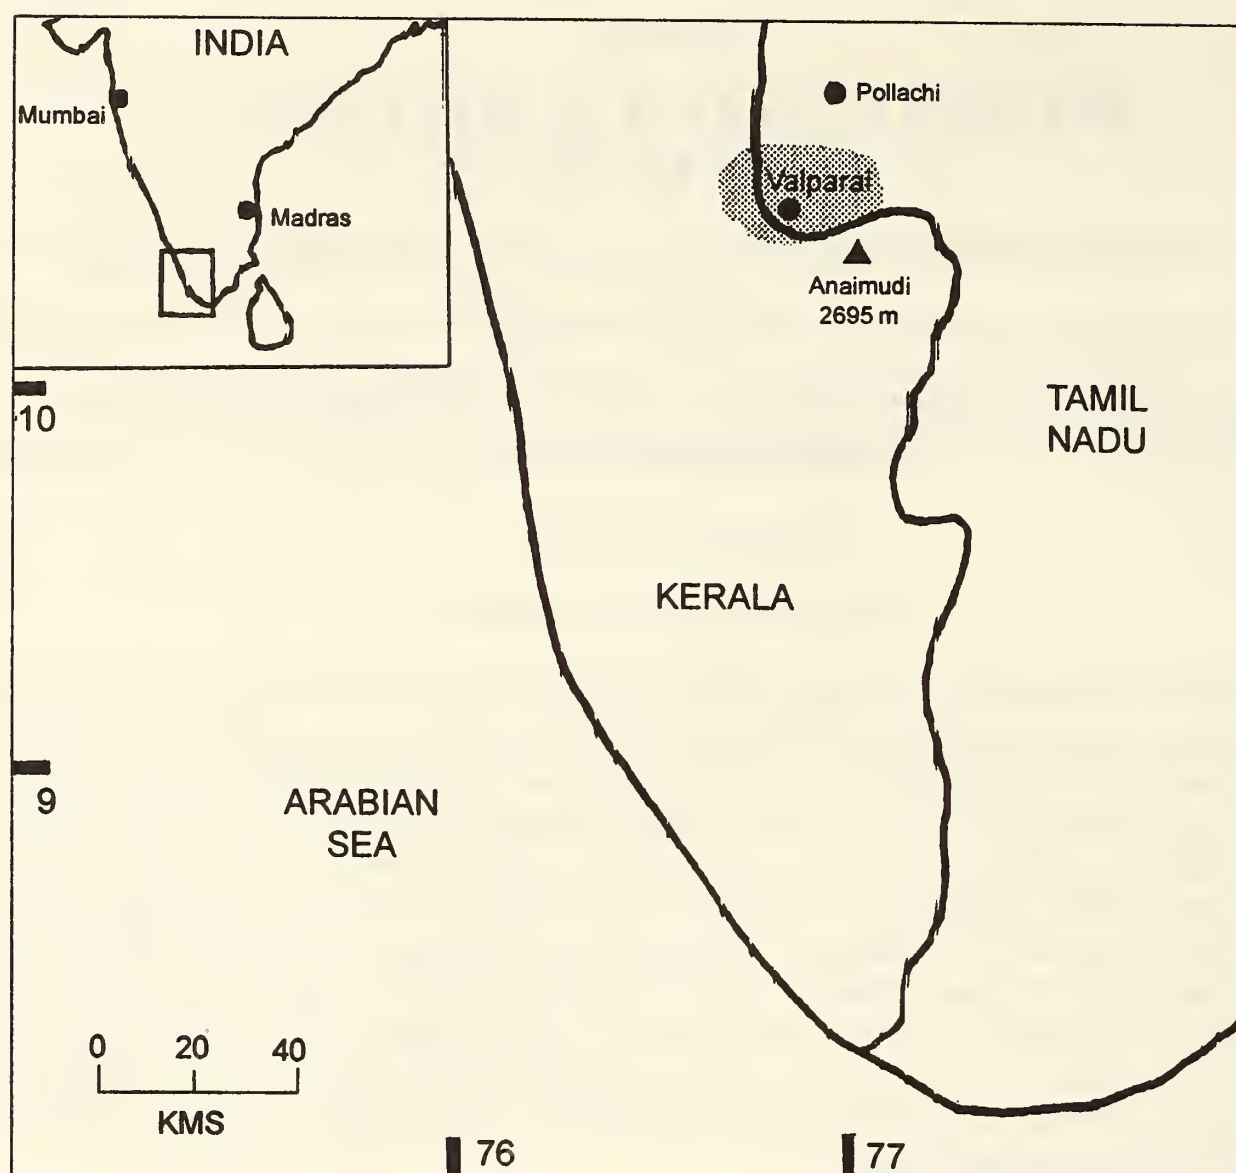 INDIA
Mumbai
Madras
Pollachi
Valparai
Anaimudi
2695 m
10
TAMIL
NADU
KERALA
9
ARABIAN
SEA
0 20 40
KMS
76
77